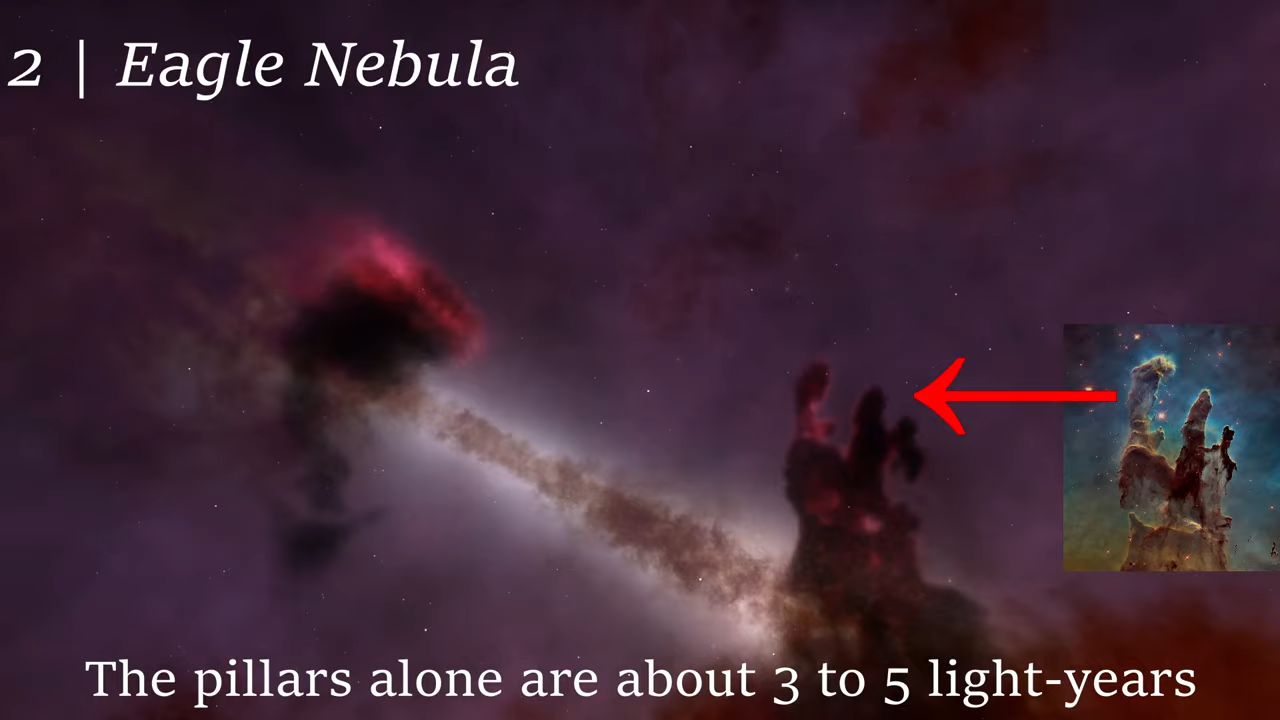 2 | Eagle Nebula
The pillars alone are about 3 to 5 light-years